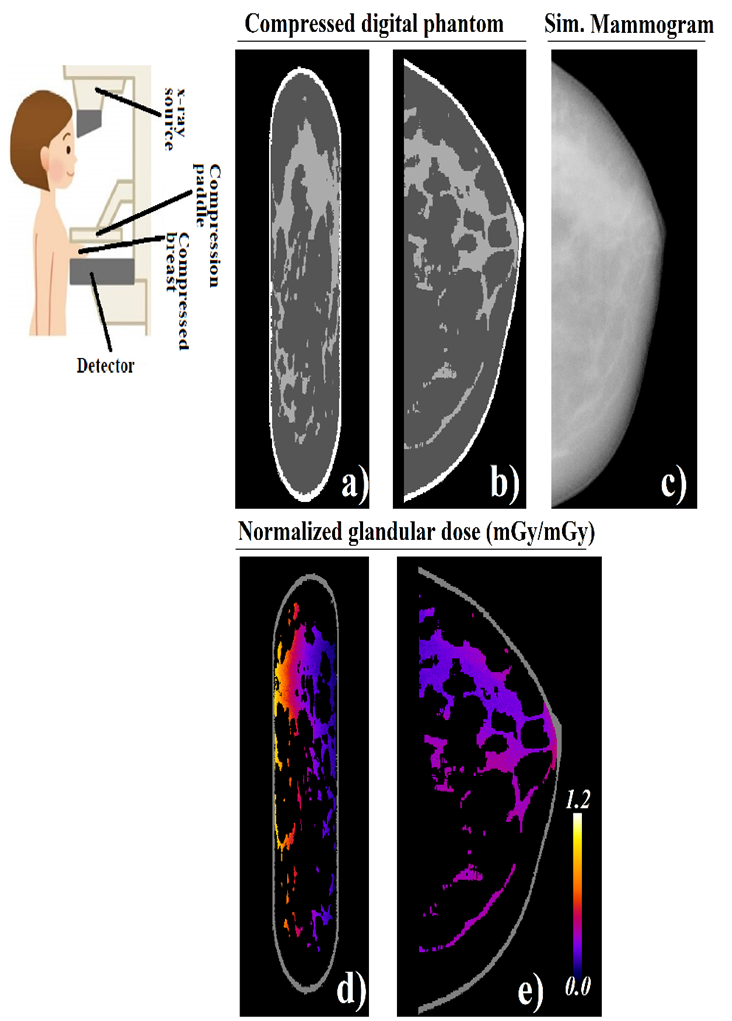 Compressed digital phantom
Sim. Mammogram
x-ray
source
Compression
paddle
Compressed
breast
Detector
a)
b)
c)
Normalized glandular dose (mGy/mGy)
1.2
0.0
d)
e)